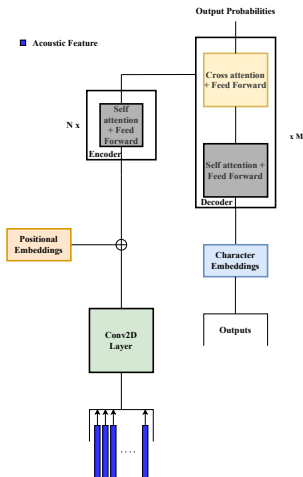 Output Probabilities
Acoustic Feature
Cross attention
+ Feed Forward
Self
attention
+ Feed
Forward
N x
Encoder
x M
Self attention +
Feed Forward
Decoder
Positional
Embeddings
Character
Embeddings
Conv2D
Layer
Outputs
. . . .